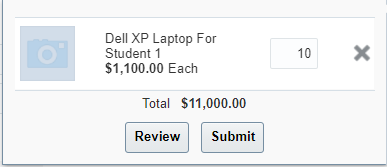 Dell XP Laptop For
Student 1
$1,100.00 Each
10
Total $11,000.00
Review Submit